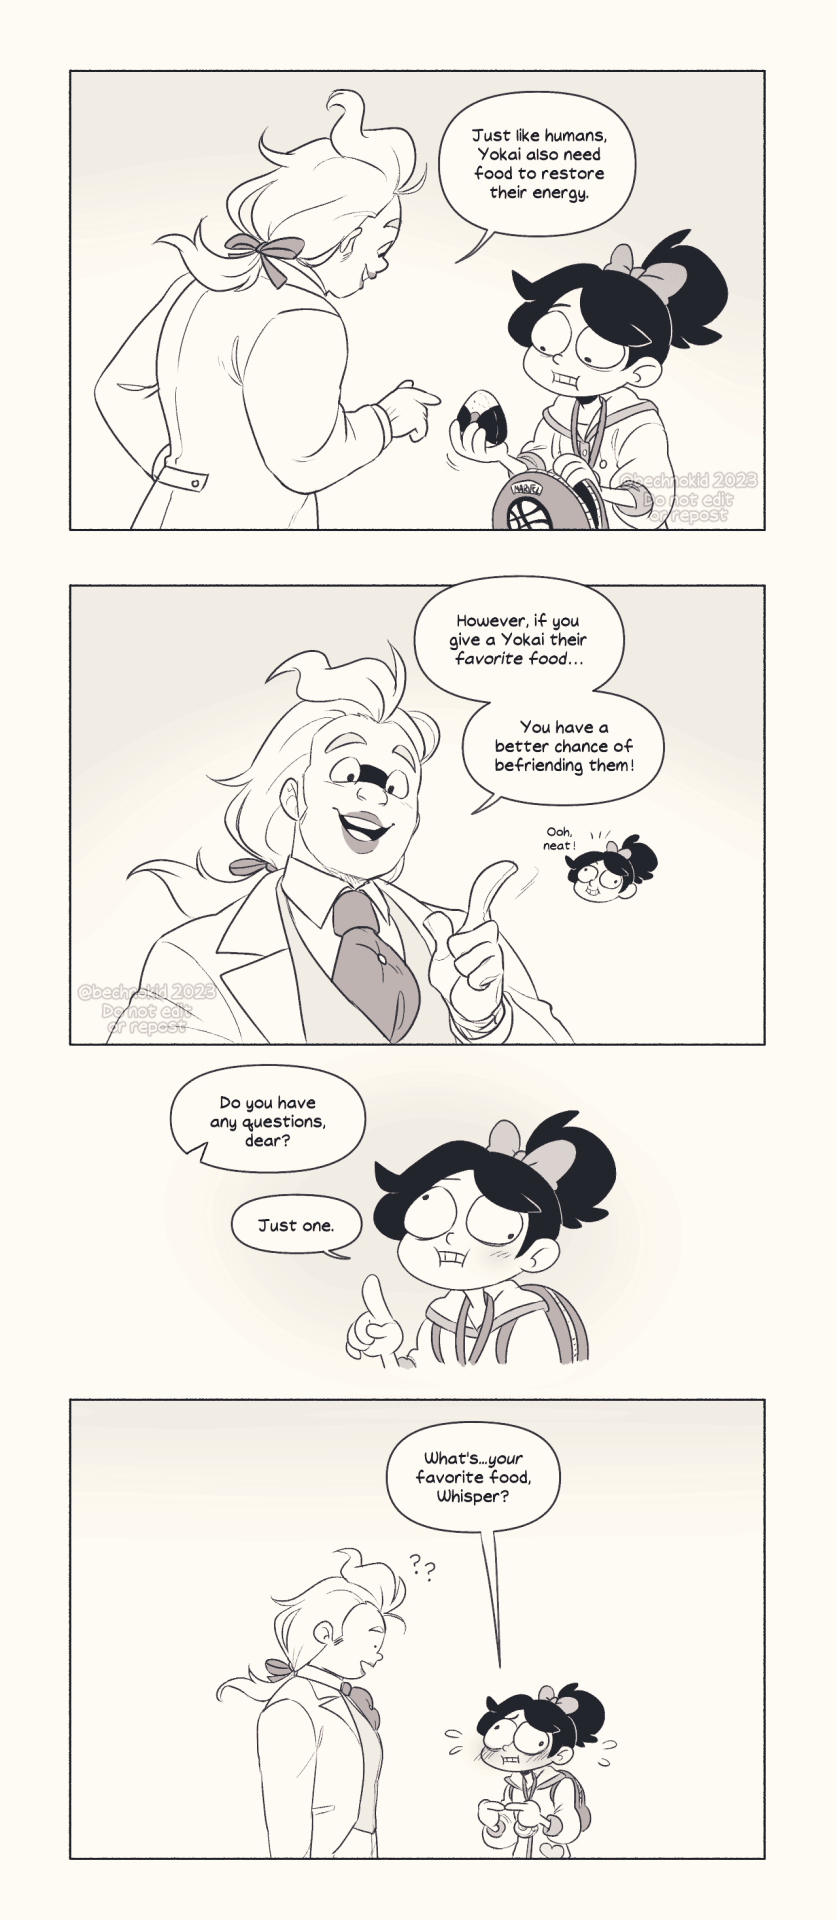 Just like humans,
Yokai also need
food to restore
their energy.
MARVEL
@bechnokid 2023
Do not edit
or repost
However, if you
give a Yokai their
favorite food...
You have a
better chance of
befriending them!
Ooh,
neat!
@bechnokid 2023
Do not edit
or repost
Do you have
any questions,
dear?
Just one.
What's...your
favorite food,
Whisper?
??